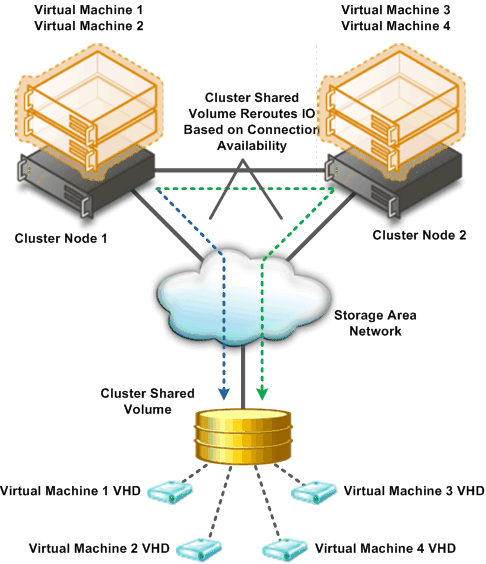 Virtual Machine 1
Virtual Machine 2
Virtual Machine 3
Virtual Machine 4
Cluster Shared
Volume Reroutes IO
Based on Connection
Availability
Cluster Node 1
Cluster Node 2
Storage Area
Network
Cluster Shared
Volume
Virtual Machine 1 VHD
Virtual Machine 3 VHD
Virtual Machine 2 VHD
Virtual Machine 4 VHD